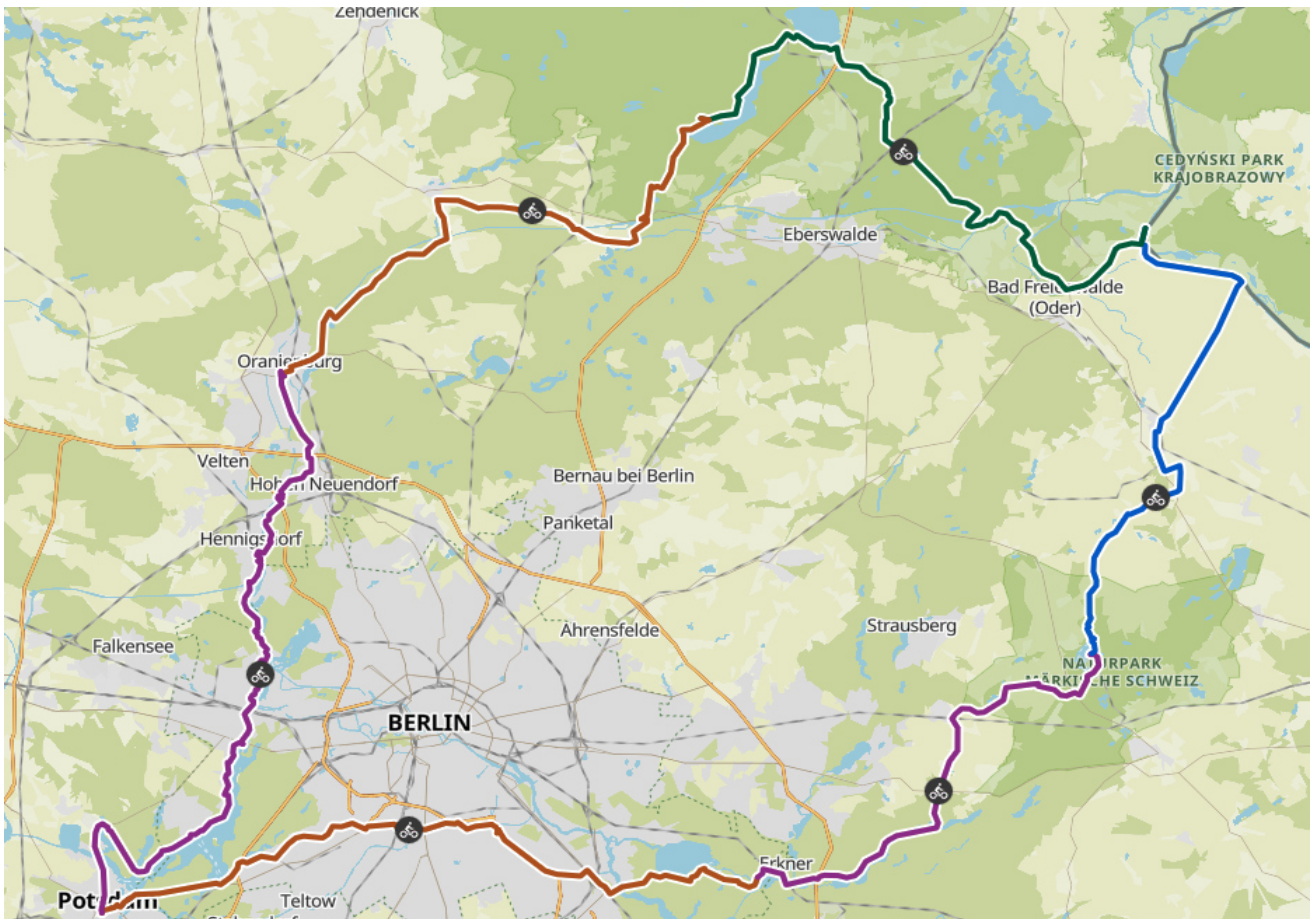 Zehdenick
CEDYŃSKI PARK
KRAJOBRAZOWY
Eberswalde
Bad Freienwalde
(Oder)
Oranienburg
Velten
Hohen Neuendorf
Bernau bei Berlin
Panketal
Hennigsdorf
Ahrensfelde
Strausberg
Falkensee
NATURPARK
MÄRKISCHE SCHWEIZ
BERLIN
Erkner
Potsdam
Teltow